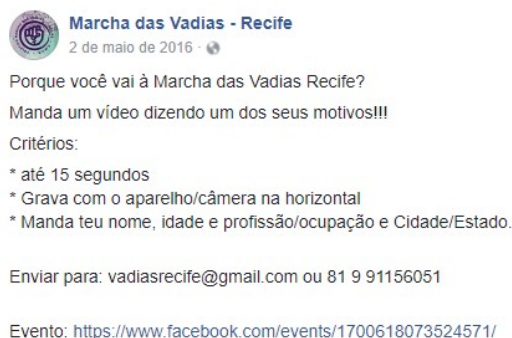 Marcha das Vadias - Recife
2 de maio de 2016 ·
Porque você vai à Marcha das Vadias Recife?
Manda um vídeo dizendo um dos seus motivos!!!
Critérios:
* até 15 segundos
* Grava com o aparelho/câmera na horizontal
* Manda teu nome, idade e profissão/ocupação e Cidade/Estado.
Enviar para: vadiasrecife@gmail.com ou 81 9 91156051
Evento: https://www.facebook.com/events/1700618073524571/